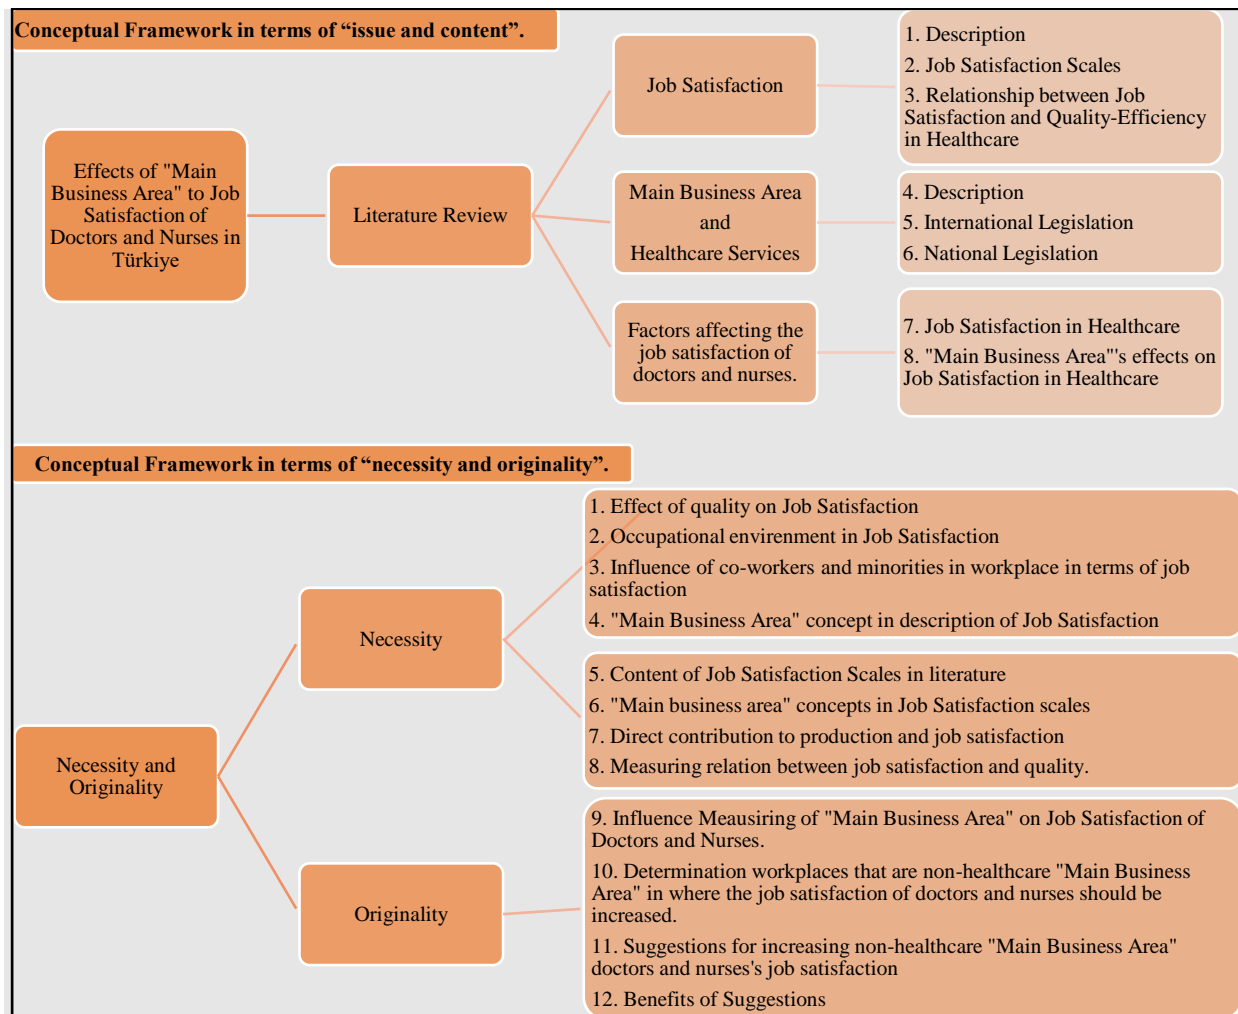 Conceptual Framework in terms of “issue and content”.
Effects of "Main
Business Area" to Job
Satisfaction of
Doctors and Nurses in
Türkiye
Literature Review
Job Satisfaction
1. Description
2. Job Satisfaction Scales
3. Relationship between Job
Satisfaction and Quality-Efficiency
in Healthcare
Main Business Area
and
Healthcare Services
4. Description
5. International Legislation
6. National Legislation
Factors affecting the
job satisfaction of
doctors and nurses.
7. Job Satisfaction in Healthcare
8. "Main Business Area"'s effects on
Job Satisfaction in Healthcare
Conceptual Framework in terms of “necessity and originality”.
Necessity and
Originality
Necessity
1. Effect of quality on Job Satisfaction
2. Occupational envirenment in Job Satisfaction
3. Influence of co-workers and minorities in workplace in terms of job
satisfaction
4. "Main Business Area" concept in description of Job Satisfaction
5. Content of Job Satisfaction Scales in literature
6. "Main business area" concepts in Job Satisfaction scales
7. Direct contribution to production and job satisfaction
8. Measuring relation between job satisfaction and quality.
Originality
9. Influence Meausiring of "Main Business Area" on Job Satisfaction of
Doctors and Nurses.
10. Determination workplaces that are non-healthcare "Main Business
Area" in where the job satisfaction of doctors and nurses should be
increased.
11. Suggestions for increasing non-healthcare "Main Business Area"
doctors and nurses's job satisfaction
12. Benefits of Suggestions